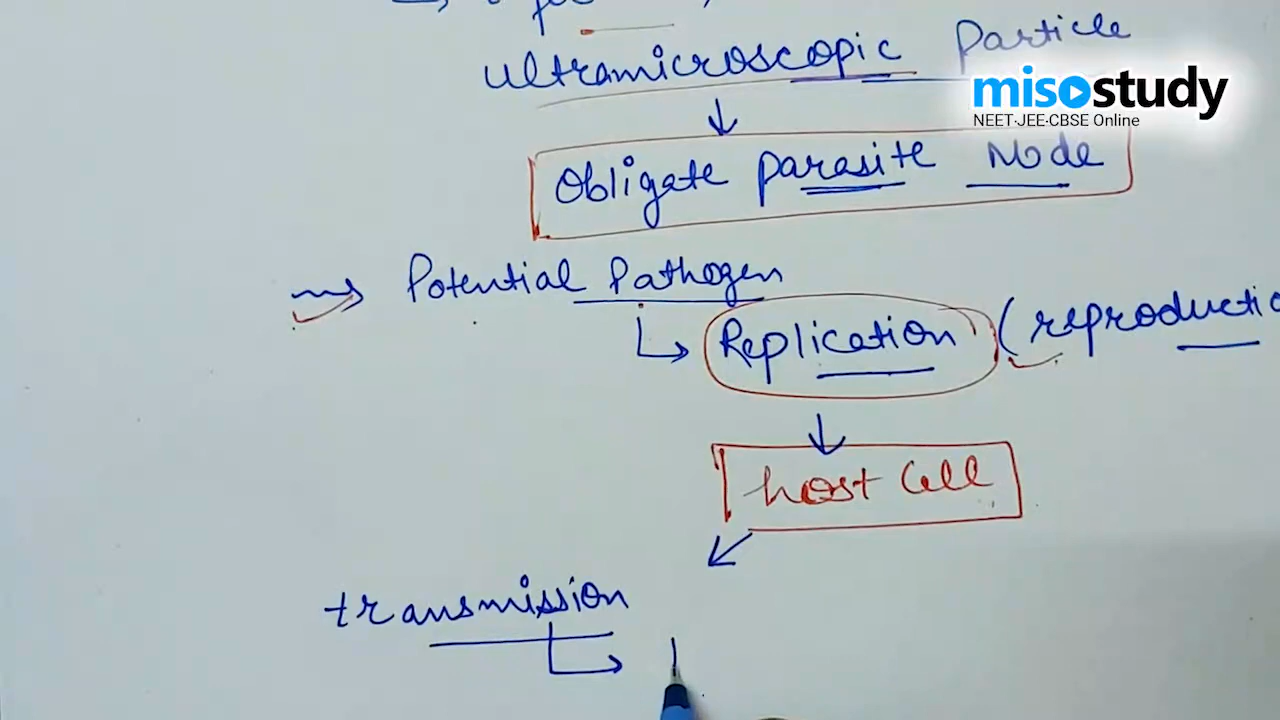 ultramicroscopic Particle
misostudy
NEET-JEE-CBSE Online
Obligate parasite Mode
Potential Pathogen
Replication (reproductio
host Cell
transmission